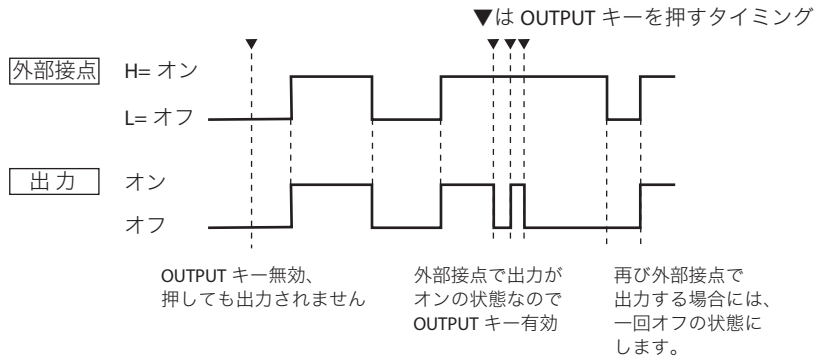 ▼は OUTPUT キーを押すタイミング
外部接点
H= オン
L= オフ
出 力
オン
オフ
OUTPUT キー無効、
押しても出力されません
外部接点で出力が
オンの状態なので
OUTPUT キー有効
再び外部接点で
出力する場合には、
一回オフの状態に
します。